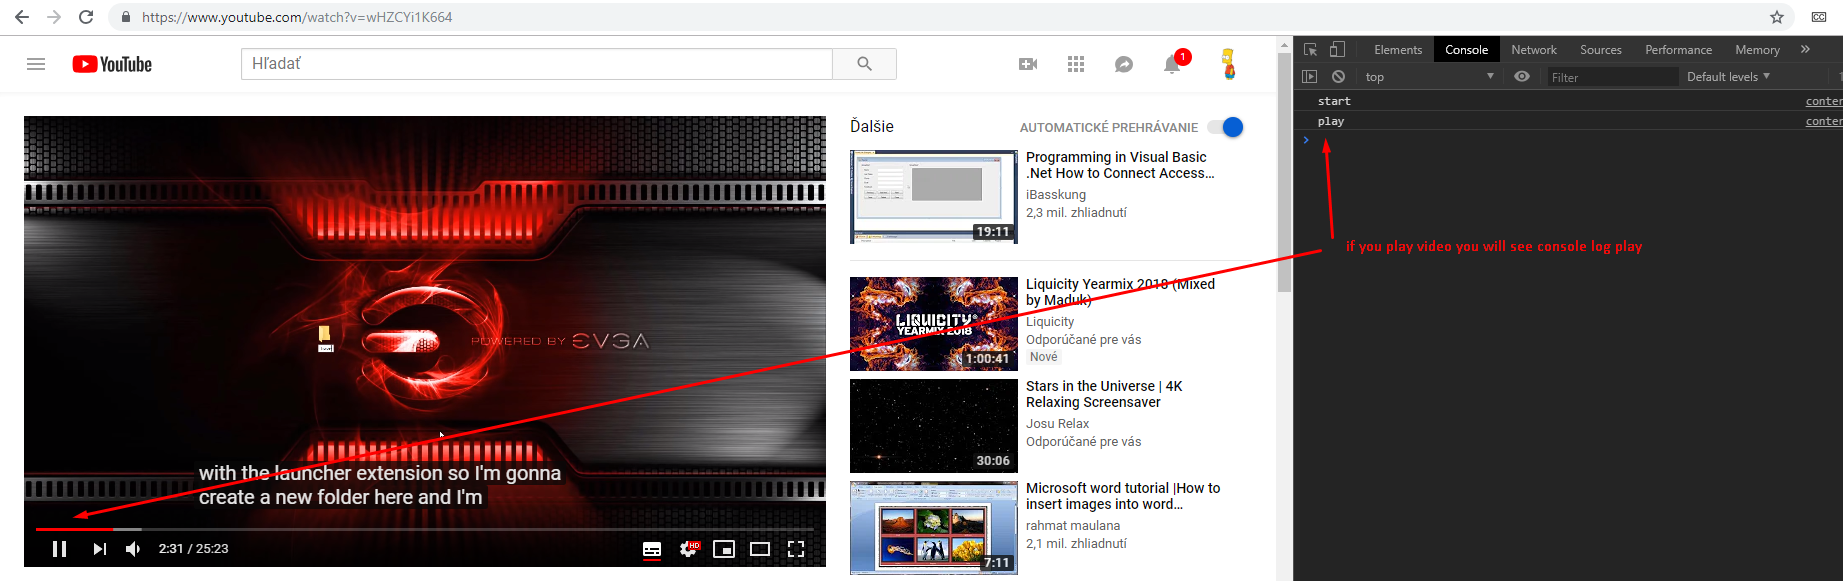 https://www.youtube.com/watch?v=wHZCYi1K664
YouTube
Hľadať
1
Elements Console Network Sources Performance Memory »
top Filter Default levels
start
conter
play
conter
if you play video you will see console log play
POWERED BY EVGA
with the launcher extension so I'm gonna
create a new folder here and I'm
2:31 / 25:23
HD
Ďalšie
AUTOMATICKÉ PREHRÁVANIE
19:11
Programming in Visual Basic
.Net How to Connect Access...
iBasskung
2,3 mil. zhliadnutí
LIQUICITY
YEARMIX 2018
1:00:41
Liquicity Yearmix 2018 (Mixed
by Maduk)
Liquicity
Odporúčané pre vás
Nové
30:06
Stars in the Universe | 4K
Relaxing Screensaver
Josu Relax
Odporúčané pre vás
7:11
Microsoft word tutorial |How to
insert images into word...
rahmat maulana
2,1 mil. zhliadnutí